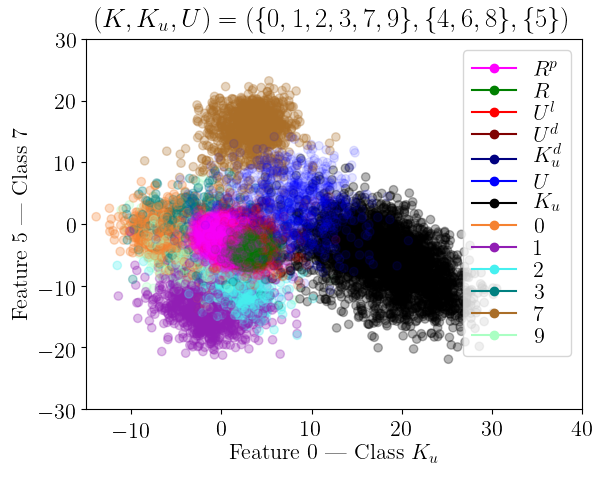 (K, K_u, U) = ({0, 1, 2, 3, 7, 9}, {4, 6, 8}, {5})
30
20
10
0
−10
−20
−30
Feature 5 — Class 7
R^p
R
U^l
U^d
K_u^d
U
K_u
0
1
2
3
7
9
−10 0 10 20 30 40
Feature 0 — Class K_u